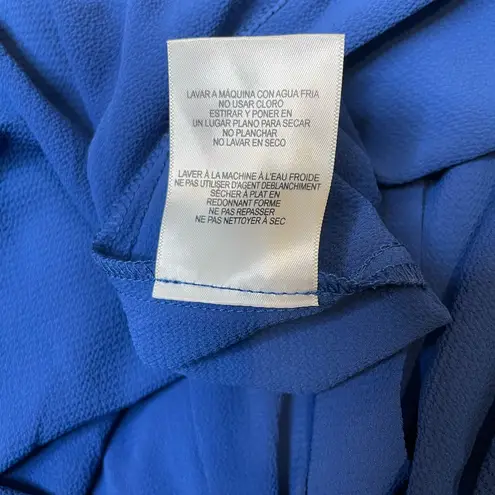 LAVAR A MÁQUINA CON AGUA FRIA
NO USAR CLORO
ESTIRAR Y PONER EN
UN LUGAR PLANO PARA SECAR
NO PLANCHAR
NO LAVAR EN SECO
LAVER À LA MACHINE À L'EAU FROIDE
NE PAS UTILISER D'AGENT DEBLANCHIMENT
SÉCHER À PLAT EN
REDONNANT FORME
NE PAS REPASSER
NE PAS NETTOYER À SEC